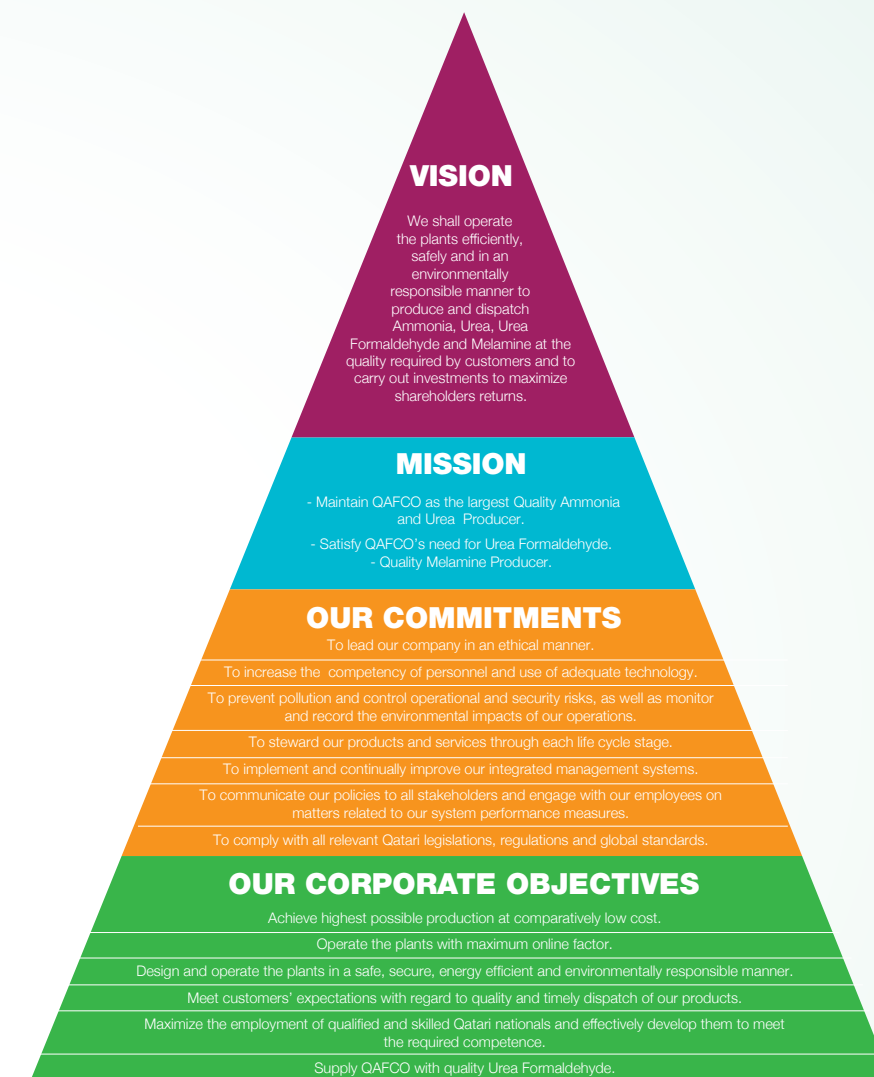 VISION
We shall operate
the plants efficiently,
safely and in an
environmentally
responsible manner to
produce and dispatch
Ammonia, Urea, Urea
Formaldehyde and Melamine at the
quality required by customers and to
carry out investments to maximize
shareholders returns.
MISSION
- Maintain QAFCO as the largest Quality Ammonia
and Urea Producer.
- Satisfy QAFCO's need for Urea Formaldehyde.
- Quality Melamine Producer.
OUR COMMITMENTS
To lead our company in an ethical manner.
To increase the competency of personnel and use of adequate technology.
To prevent pollution and control operational and security risks, as well as monitor
and record the environmental impacts of our operations.
To steward our products and services through each life cycle stage.
To implement and continually improve our integrated management systems.
To communicate our policies to all stakeholders and engage with our employees on
matters related to our system performance measures.
To comply with all relevant Qatari legislations, regulations and global standards.
OUR CORPORATE OBJECTIVES
Achieve highest possible production at comparatively low cost.
Operate the plants with maximum online factor.
Design and operate the plants in a safe, secure, energy efficient and environmentally responsible manner.
Meet customers' expectations with regard to quality and timely dispatch of our products.
Maximize the employment of qualified and skilled Qatari nationals and effectively develop them to meet
the required competence.
Supply QAFCO with quality Urea Formaldehyde.